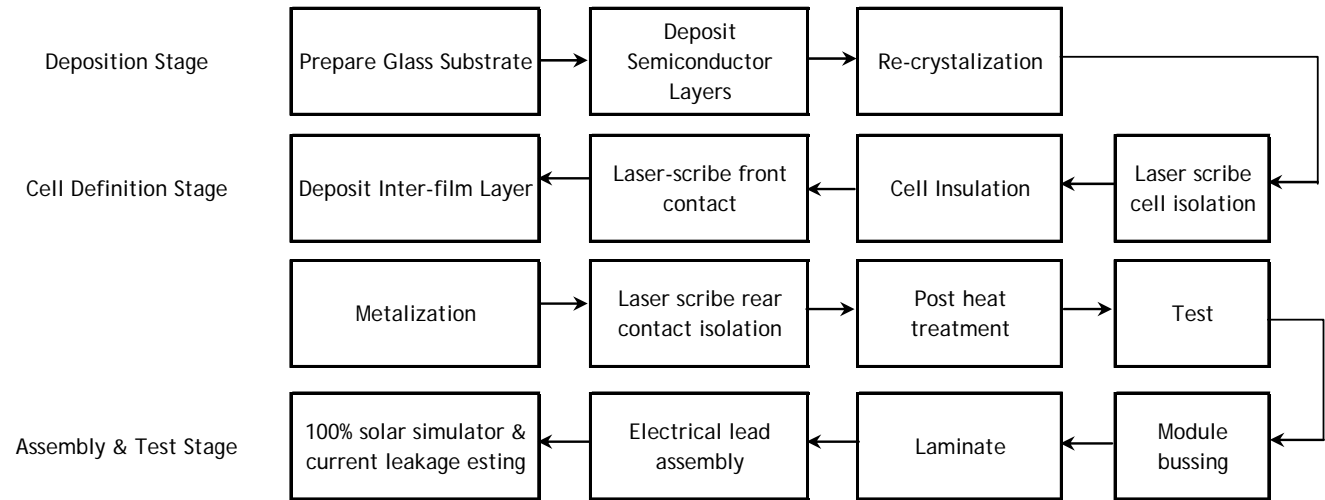 Deposition Stage
Prepare Glass Substrate
Deposit
Semiconductor
Layers
Re-crystalization
Cell Definition Stage
Deposit Inter-film Layer
Laser-scribe front
contact
Cell Insulation
Laser scribe
cell isolation
Metalization
Laser scribe rear
contact isolation
Post heat
treatment
Test
Assembly & Test Stage
100% solar simulator &
current leakage esting
Electrical lead
assembly
Laminate
Module
bussing